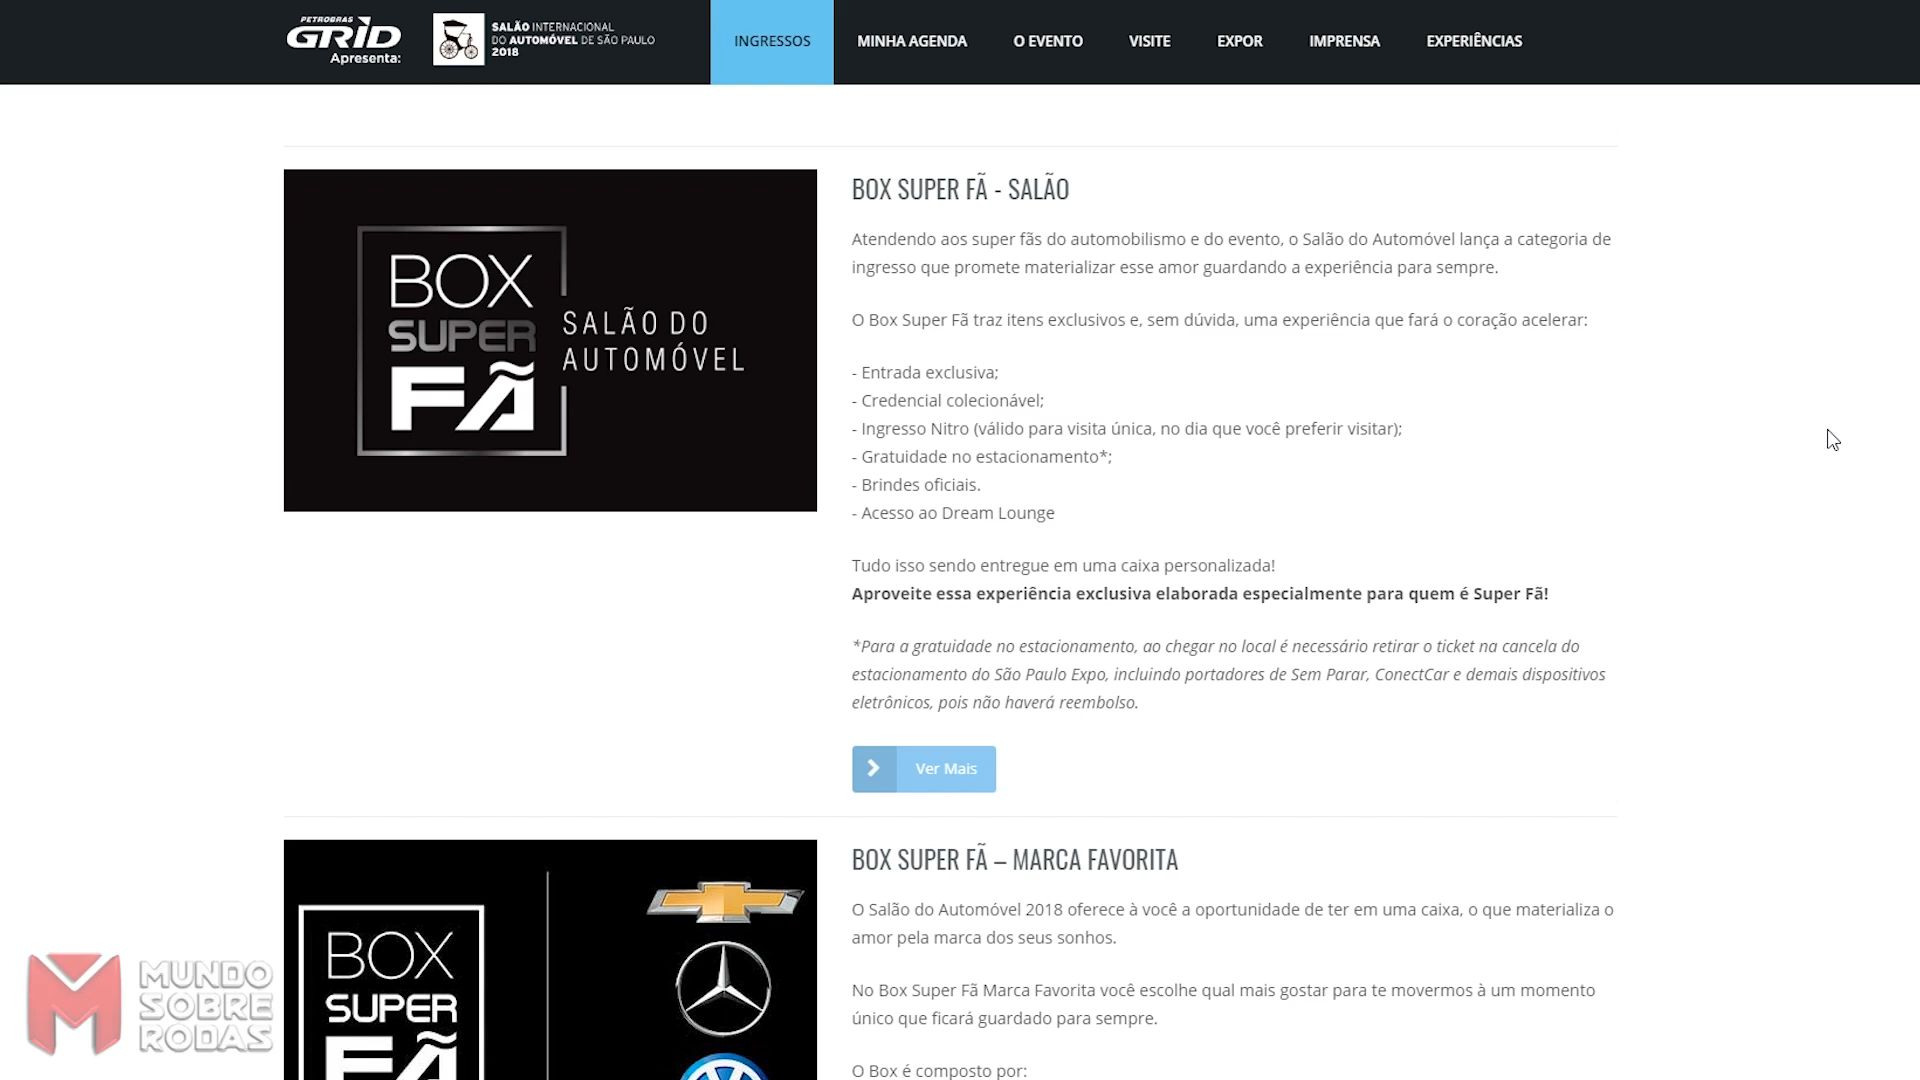 PETROBRAS
GRID
Apresenta:
SALÃO INTERNACIONAL
DO AUTOMÓVEL DE SÃO PAULO
2018
INGRESSOS
MINHA AGENDA
O EVENTO
VISITE
EXPOR
IMPRENSA
EXPERIÊNCIAS
BOX
SUPER
FÃ
SALÃO DO
AUTOMÓVEL
BOX SUPER FÃ - SALÃO
Atendendo aos super fãs do automobilismo e do evento, o Salão do Automóvel lança a categoria de
ingresso que promete materializar esse amor guardando a experiência para sempre.
O Box Super Fã traz itens exclusivos e, sem dúvida, uma experiência que fará o coração acelerar:
- Entrada exclusiva;
- Credencial colecionável;
- Ingresso Nitro (válido para visita única, no dia que você preferir visitar);
- Gratuidade no estacionamento*;
- Brindes oficiais.
- Acesso ao Dream Lounge
Tudo isso sendo entregue em uma caixa personalizada!
Aproveite essa experiência exclusiva elaborada especialmente para quem é Super Fã!
*Para a gratuidade no estacionamento, ao chegar no local é necessário retirar o ticket na cancela do
estacionamento do São Paulo Expo, incluindo portadores de Sem Parar, ConectCar e demais dispositivos
eletrônicos, pois não haverá reembolso.
Ver Mais
BOX
SUPER
FÃ
BOX SUPER FÃ – MARCA FAVORITA
O Salão do Automóvel 2018 oferece à você a oportunidade de ter em uma caixa, o que materializa o
amor pela marca dos seus sonhos.
No Box Super Fã Marca Favorita você escolhe qual mais gostar para te movermos à um momento
único que ficará guardado para sempre.
O Box é composto por:
MUNDO
SOBRE
RODAS